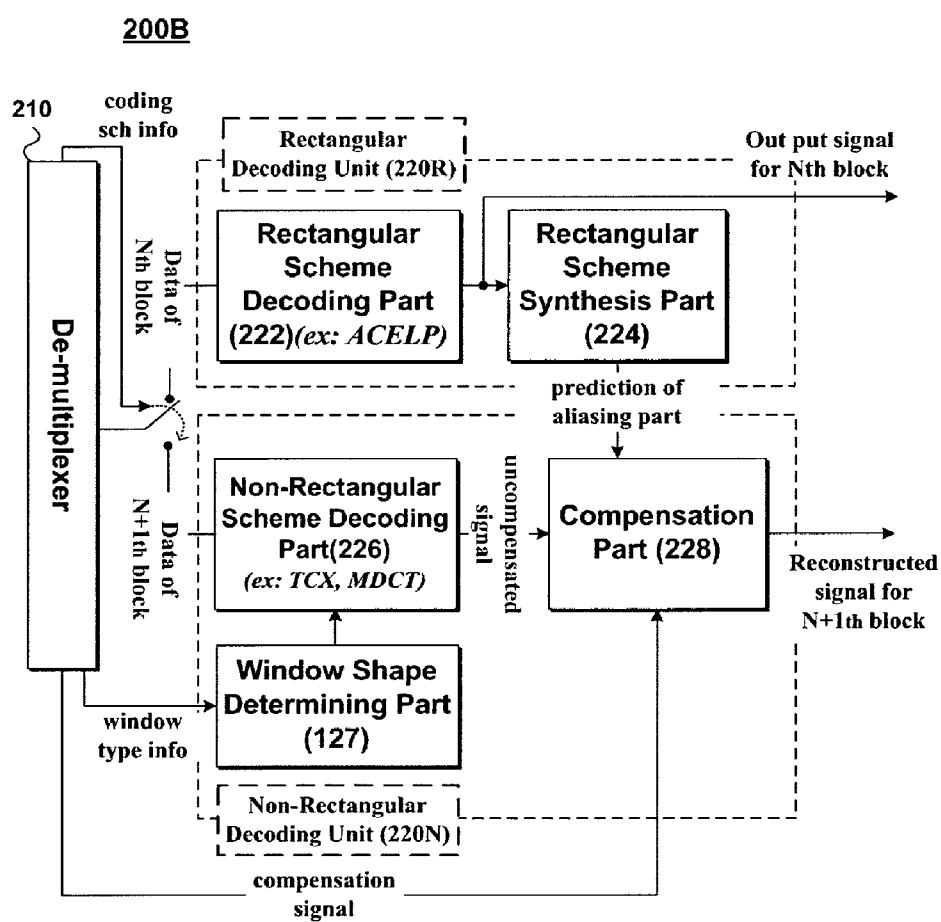 200B
210
coding
sch info
Rectangular
Decoding Unit (220R)
Out put signal
for Nth block
De-multiplexer
Data of
Nth block
Rectangular
Scheme
Decoding Part
(222)(ex: ACELP)
Rectangular
Scheme
Synthesis Part
(224)
prediction of
aliasing part
Data of
N+1th block
Non-Rectangular
Scheme Decoding
Part(226)
(ex: TCX, MDCT)
uncompensated
signal
Compensation
Part (228)
Reconstructed
signal for
N+1th block
Window Shape
Determining Part
(127)
window
type info
Non-Rectangular
Decoding Unit (220N)
compensation
signal